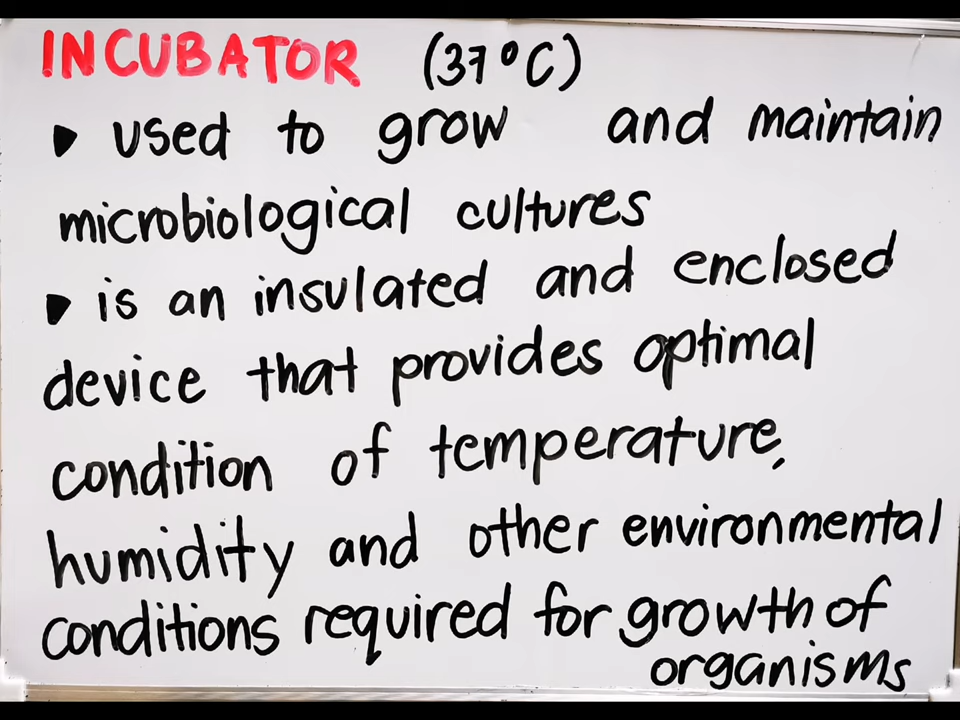 INCUBATOR (37°C)
▶ used to grow and maintain
microbiological cultures
▶ is an insulated and enclosed
device that provides optimal
condition of temperature,
humidity and other environmental
conditions required for growth of
organisms